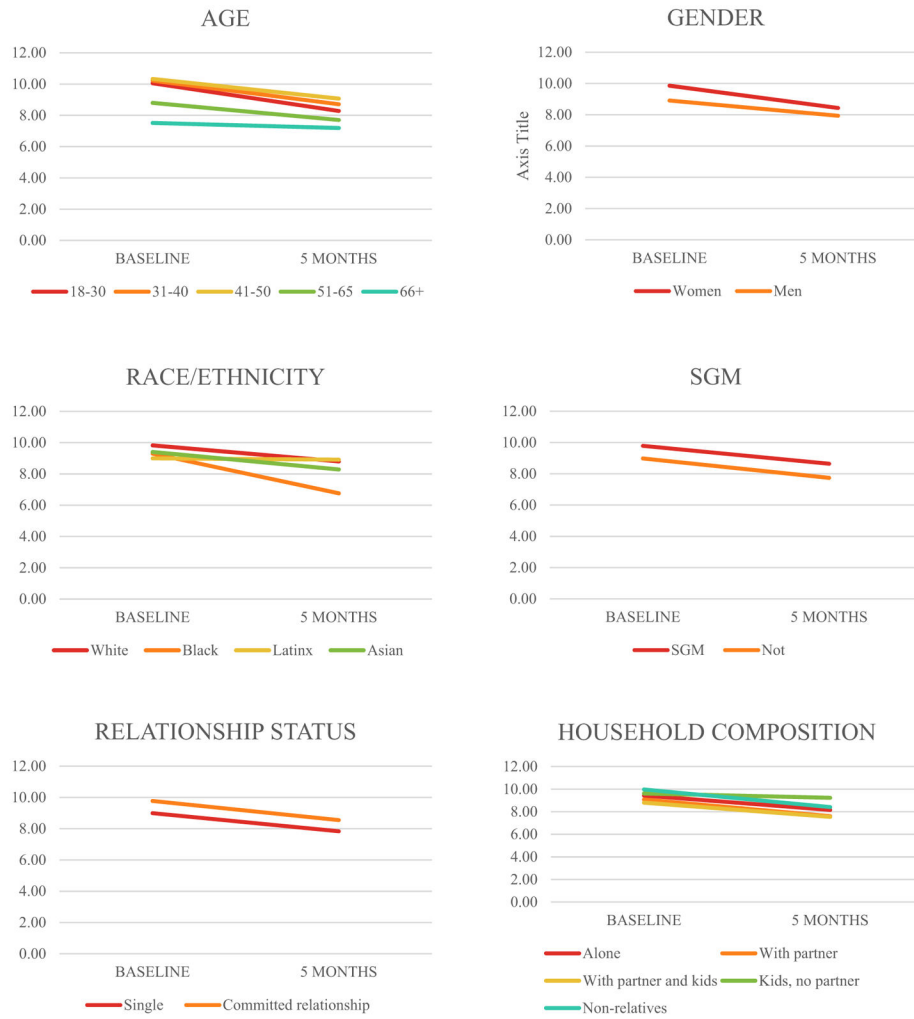 AGE
12.00
10.00
8.00
6.00
4.00
2.00
0.00
BASELINE 5 MONTHS
18-30 31-40 41-50 51-65 66+
GENDER
Axis Title
12.00
10.00
8.00
6.00
4.00
2.00
0.00
BASELINE 5 MONTHS
Women Men
RACE/ETHNICITY
12.00
10.00
8.00
6.00
4.00
2.00
0.00
BASELINE 5 MONTHS
White Black Latinx Asian
SGM
12.00
10.00
8.00
6.00
4.00
2.00
0.00
BASELINE 5 MONTHS
SGM Not
RELATIONSHIP STATUS
12.00
10.00
8.00
6.00
4.00
2.00
0.00
BASELINE 5 MONTHS
Single Committed relationship
HOUSEHOLD COMPOSITION
12.00
10.00
8.00
6.00
4.00
2.00
0.00
BASELINE 5 MONTHS
Alone With partner
With partner and kids Kids, no partner
Non-relatives